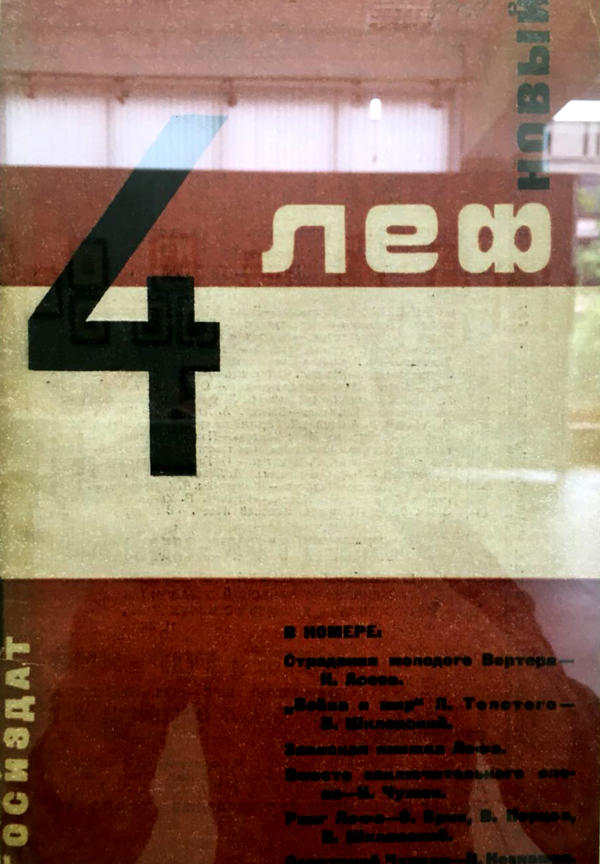 НОВЫЙ
леф
4
В НОМЕРЕ:
Страдания молодого Вертера—
Н. Асеев.
„Война и мир“ Л. Толстого—
В. Шкловский.
Записная книжка Лефа.
Вместо заключительного сло-
ва—Н. Чужак.
Ринг Лефа—О. Брик, В. Перцов,
В. Шкловский.
ГОСИЗДАТ